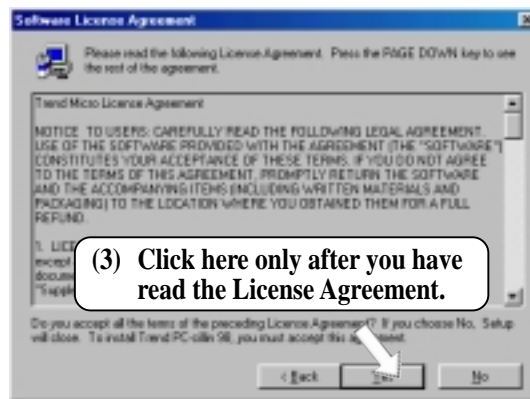 Software License Agreement
Please read the following License Agreement. Press the PAGE DOWN key to see
the rest of the agreement.
Trend Micro License Agreement
NOTICE TO USERS: CAREFULLY READ THE FOLLOWING LEGAL AGREEMENT.
USE OF THE SOFTWARE PROVIDED WITH THE AGREEMENT (THE "SOFTWARE")
CONSTITUTES YOUR ACCEPTANCE OF THESE TERMS. IF YOU DO NOT AGREE
TO THE TERMS OF THIS AGREEMENT, PROMPTLY RETURN THE SOFTWARE
AND THE ACCOMPANYING ITEMS (INCLUDING WRITTEN MATERIALS AND
PACKAGING) TO THE LOCATION WHERE YOU OBTAINED THEM FOR A FULL
REFUND.
1. LICE
except
docume
"Supple
(3) Click here only after you have
read the License Agreement.
Do you accept all the terms of the preceding License Agreement? If you choose No, Setup
will close. To install Trend PC-cillin 98, you must accept this agreement.
< Back Yes No